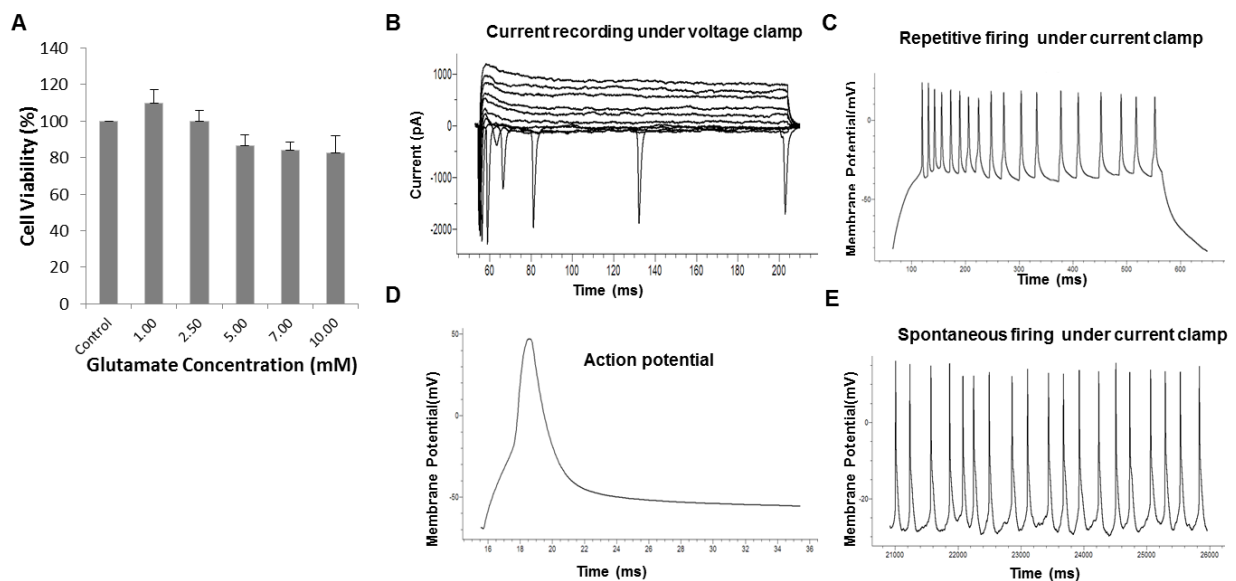 A
140
120
100
80
60
40
20
0
Cell Viability (%)
Control
1.00
2.50
5.00
7.00
10.00
Glutamate Concentration (mM)
B
Current recording under voltage clamp
Current (pA)
1000
0
-1000
-2000
60 80 100 120 140 160 180 200
Time (ms)
C
Repetitive firing under current clamp
Membrane Potential(mV)
0
-50
100 200 300 400 500 600
Time (ms)
D
Action potential
Membrane Potential(mV)
50
0
-50
16 18 20 22 24 26 28 30 32 34 36
Time (ms)
E
Spontaneous firing under current clamp
Membrane Potential(mV)
0
-20
21000 22000 23000 24000 25000 26000
Time (ms)